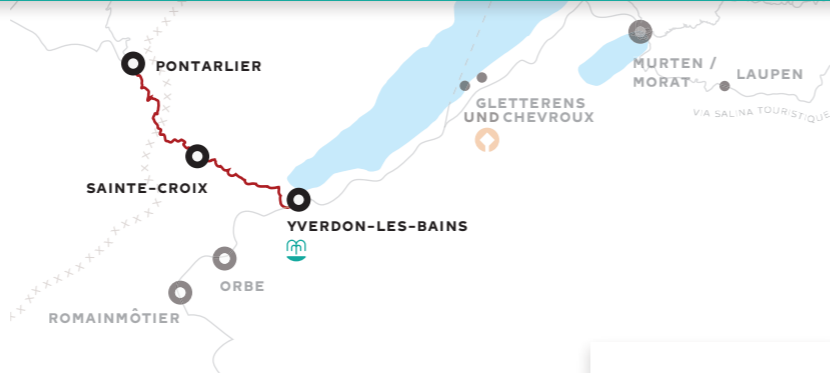 PONTARLIER
MURTEN /
MORAT
LAUPEN
GLETTERENS
UND CHEVROUX
VIA SALINA TOURISTIQUE
SAINTE-CROIX
YVERDON-LES-BAINS
ORBE
ROMAINMÔTIER